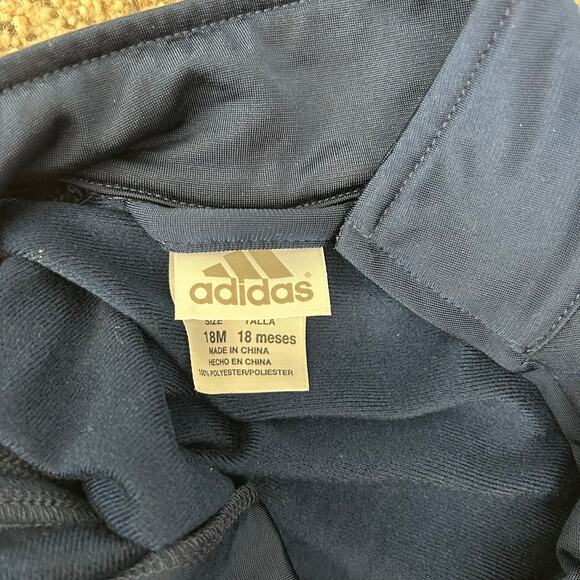 adidas®
SIZE TALLA
18M 18 meses
MADE IN CHINA
HECHO EN CHINA
100% POLYESTER/POLIESTER